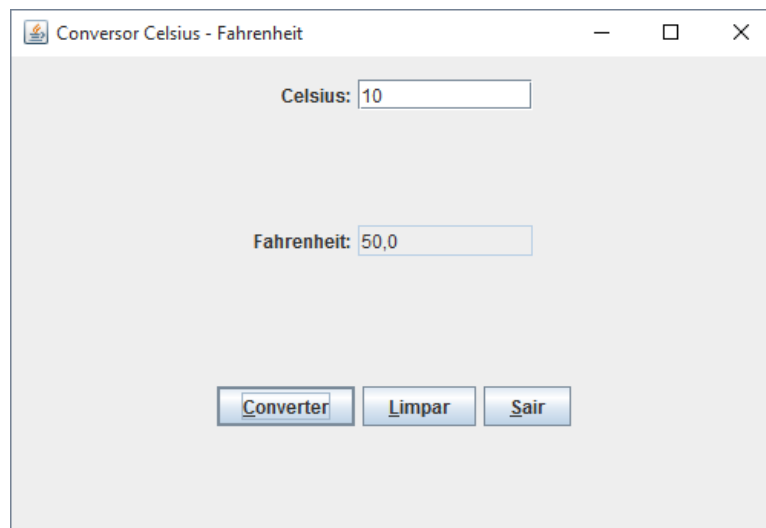 Conversor Celsius - Fahrenheit
Celsius: 10
Fahrenheit: 50,0
Converter Limpar Sair